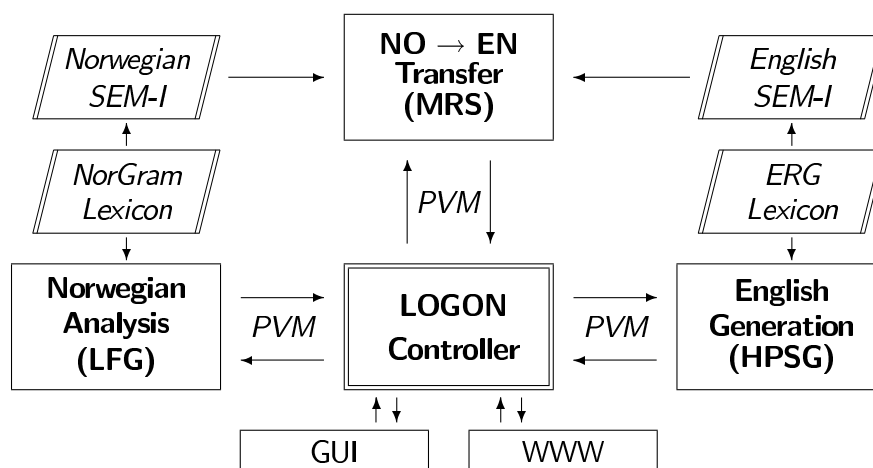 Norwegian
SEM-I
NO → EN
Transfer
(MRS)
English
SEM-I
NorGram
Lexicon
PVM
ERG
Lexicon
Norwegian
Analysis
(LFG)
PVM
LOGON
Controller
PVM
English
Generation
(HPSG)
GUI
WWW